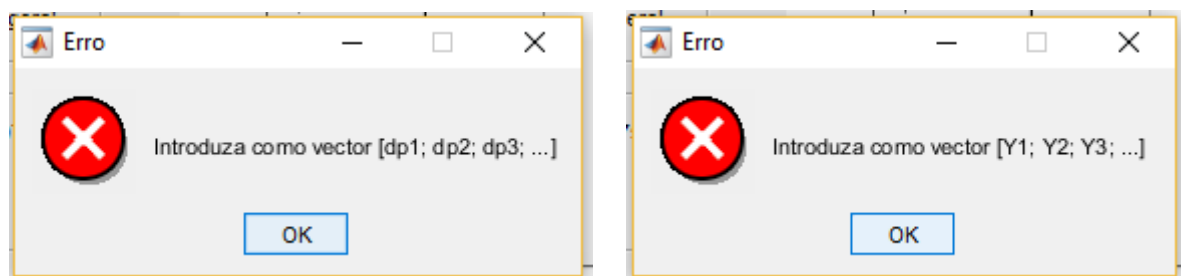 Erro
Introduza como vector [dp1; dp2; dp3; ...]
OK
Erro
Introduza como vector [Y1; Y2; Y3; ...]
OK